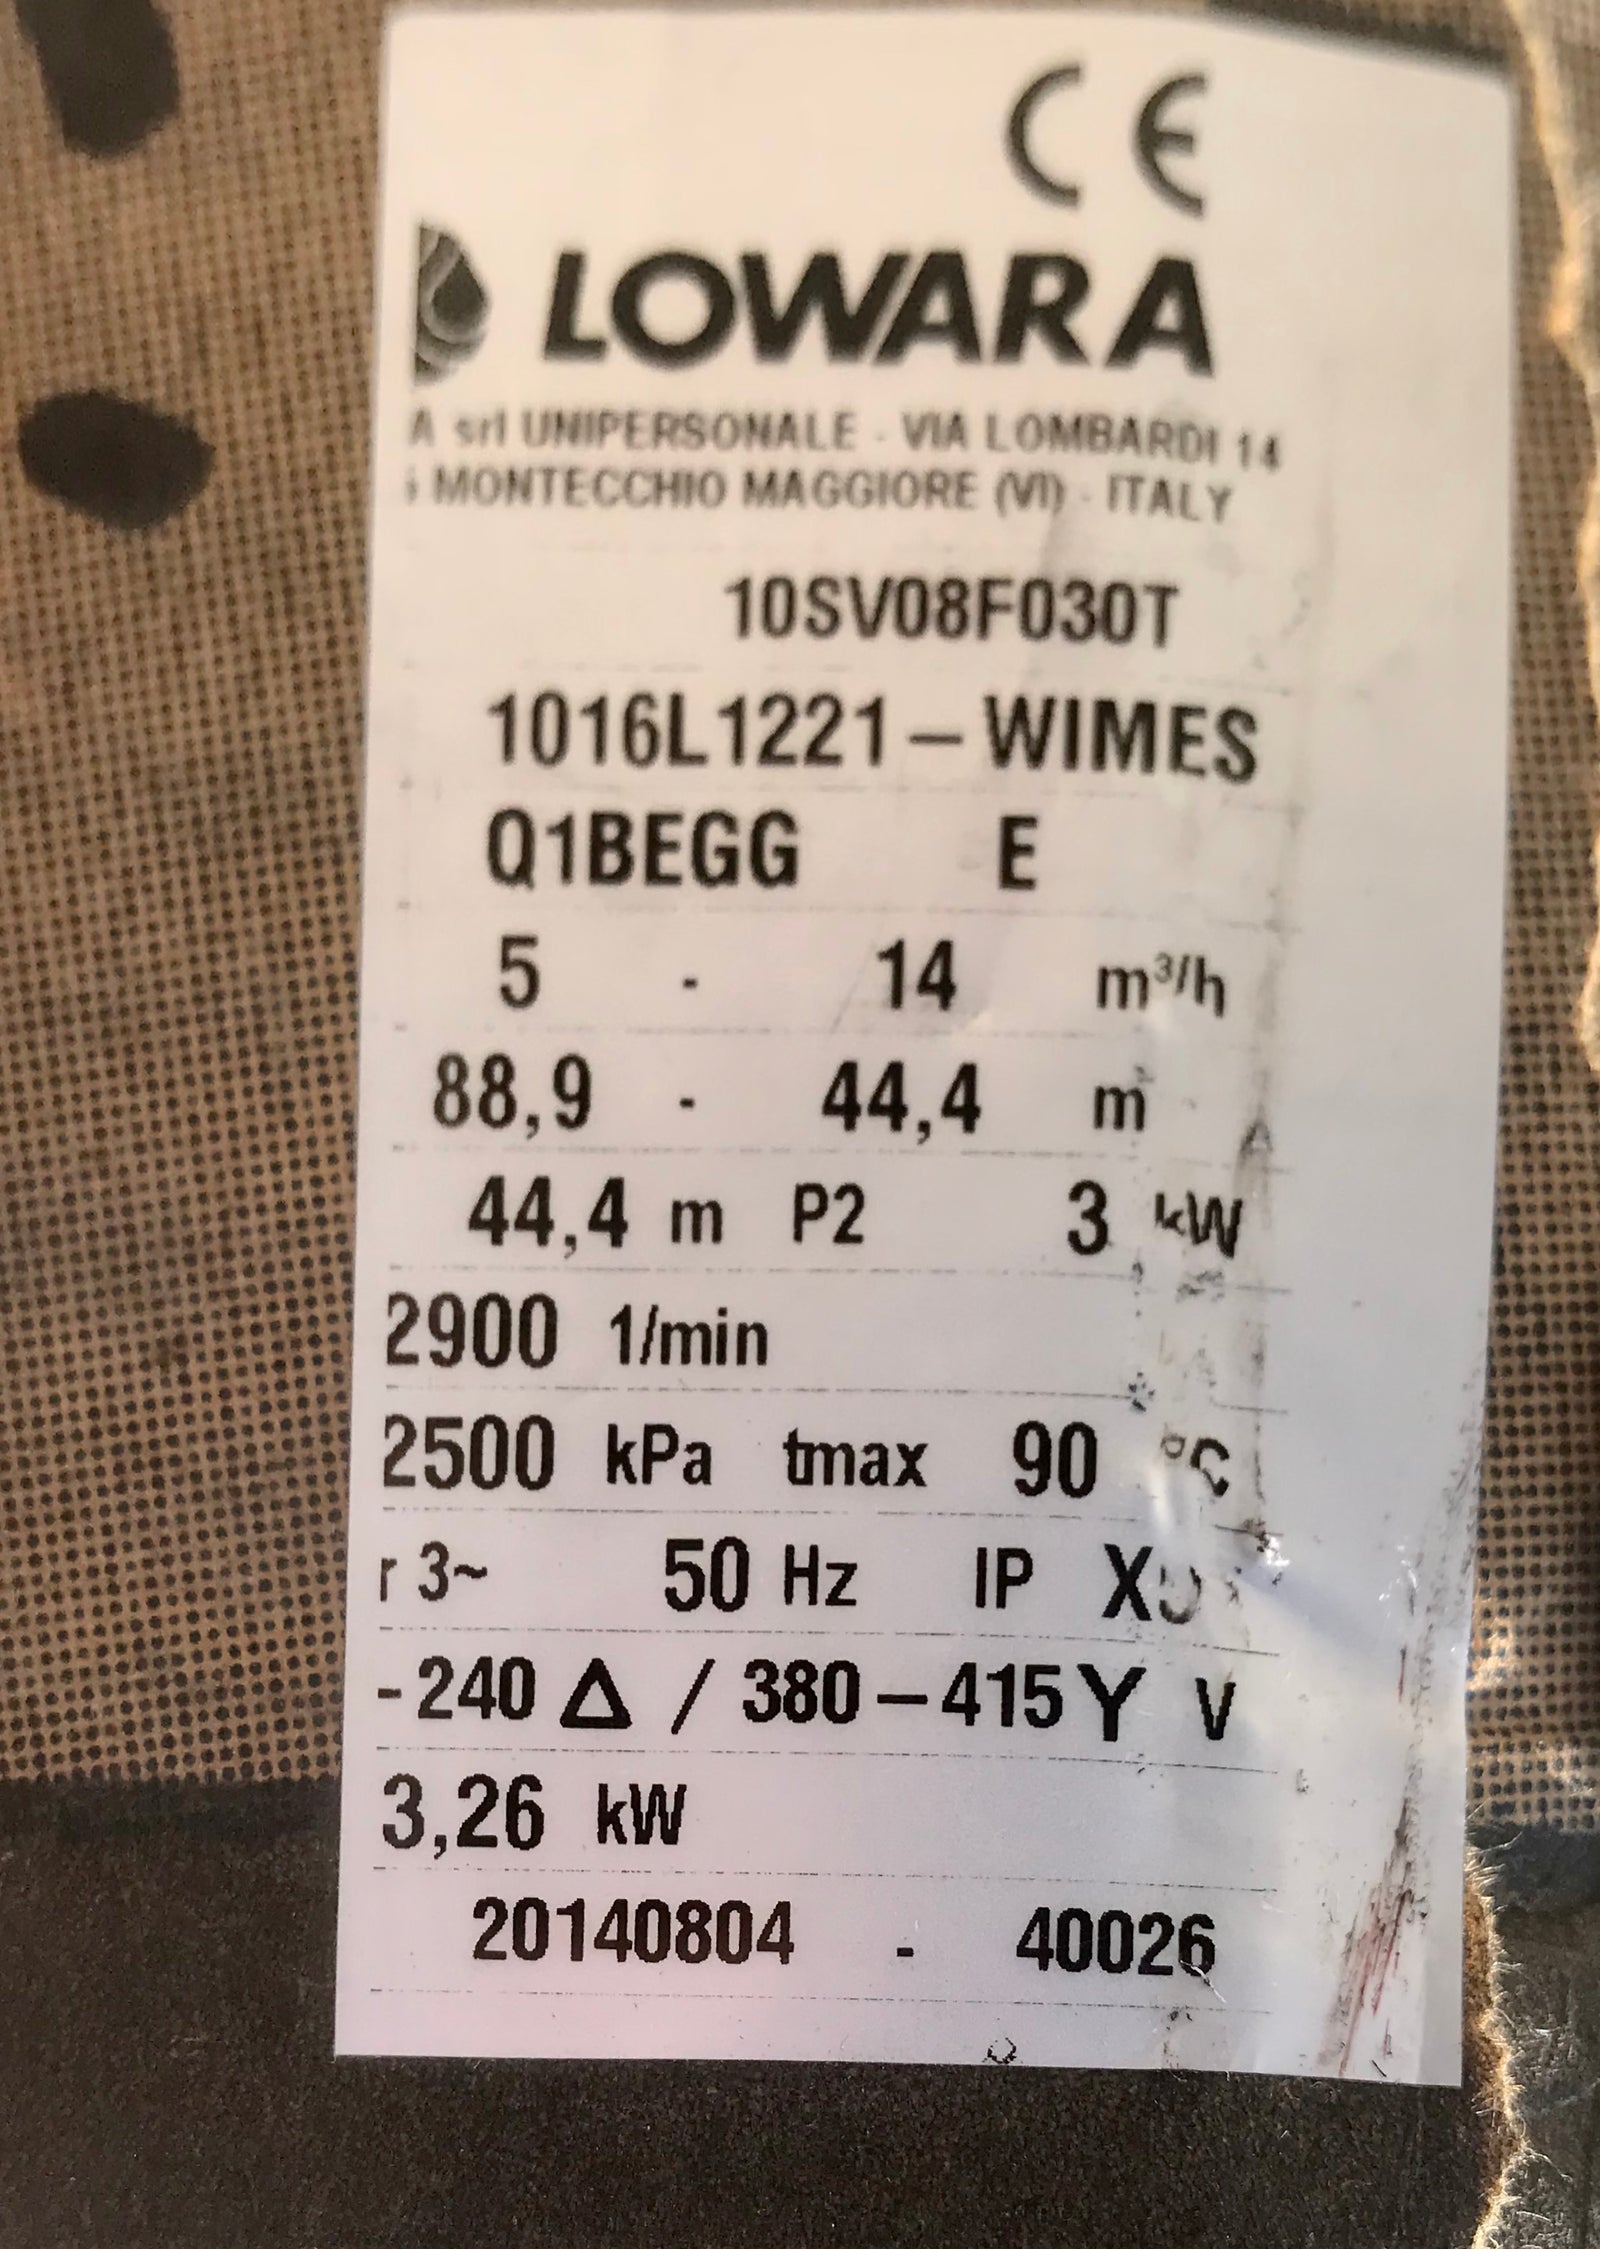 CE
LOWARA
A srl UNIPERSONALE - VIA LOMBARDI 14
MONTECCHIO MAGGIORE (VI) - ITALY
10SV08F030T
1016L1221-WIMES
Q1BEGG E
5 - 14 m³/h
88,9 - 44,4 m
44,4 m P2 3 kW
2900 1/min
2500 kPa tmax 90 °C
r 3~ 50 Hz IP
-240 Δ / 380-415 Y V
3,26 kW
20140804 - 40026